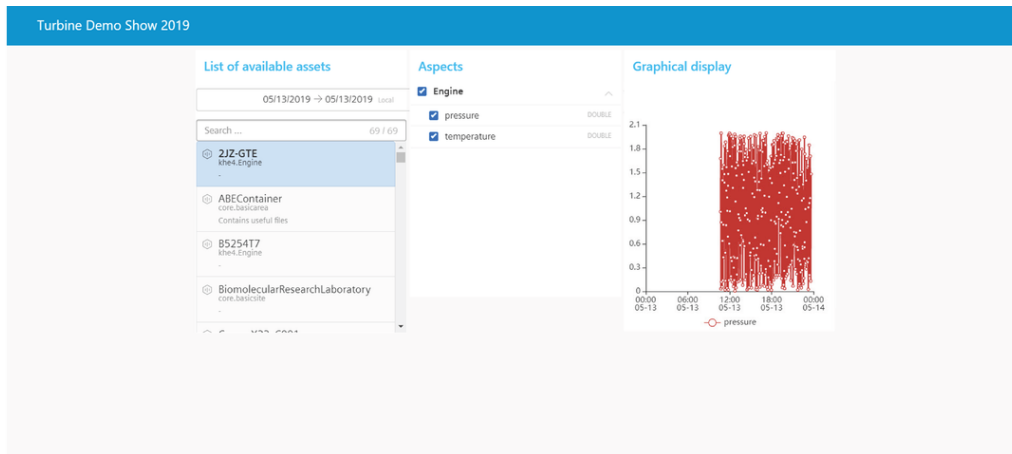 Turbine Demo Show 2019
List of available assets
05/13/2019 → 05/13/2019 Local
Search ... 69 / 69
2JZ-GTE
khe4.Engine
-
ABEContainer
core.basicarea
Contains useful files
B5254T7
khe4.Engine
-
BiomolecularResearchLaboratory
core.basicsite
-
Aspects
Engine
pressure DOUBLE
temperature DOUBLE
Graphical display
2.1
1.8
1.5
1.2
0.9
0.6
0.3
0
00:00 06:00 12:00 18:00 00:00
05-13 05-13 05-13 05-13 05-14
pressure